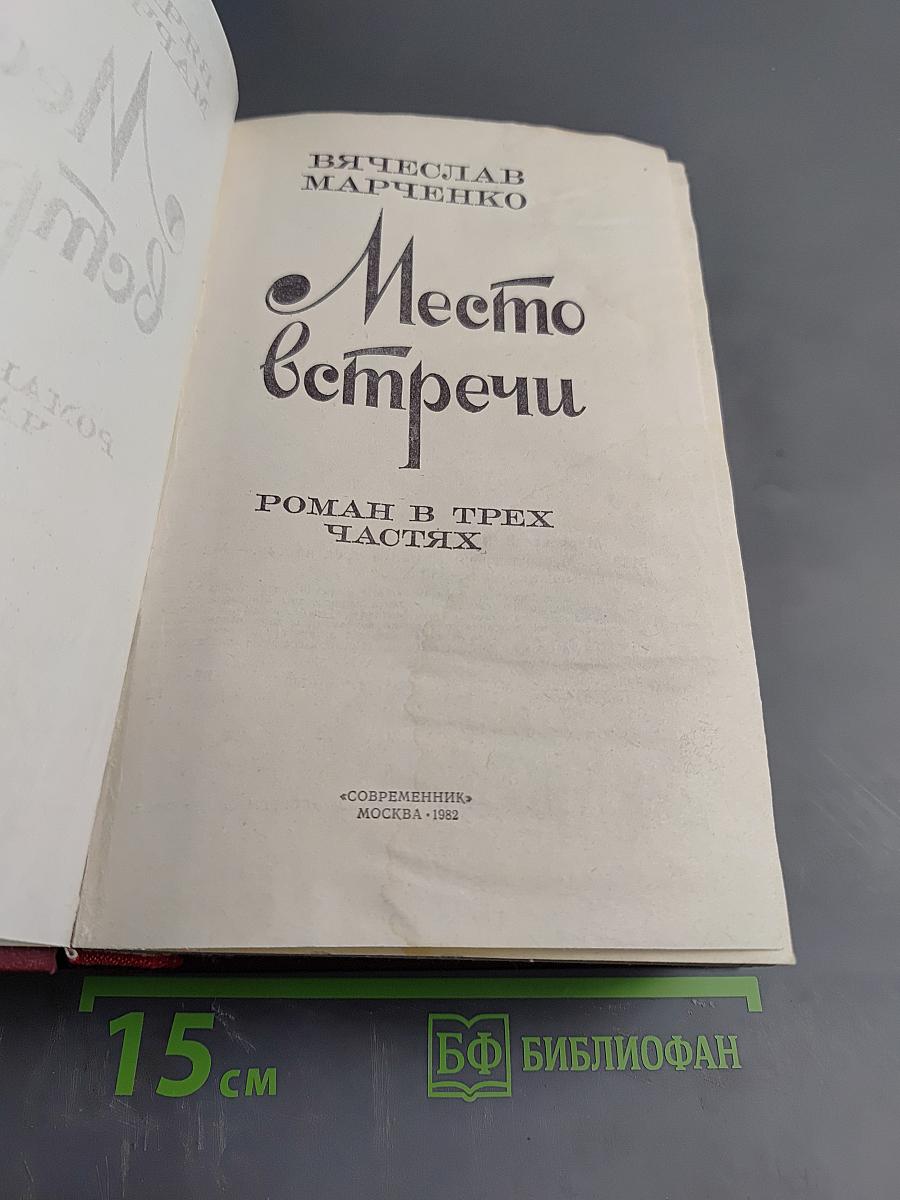 ВЯЧЕСЛАВ
МАРЧЕНКО
Место
встречи
РОМАН В ТРЕХ
ЧАСТЯХ
«СОВРЕМЕННИК»
МОСКВА · 1982
15 см
БФ БИБЛИОФАН